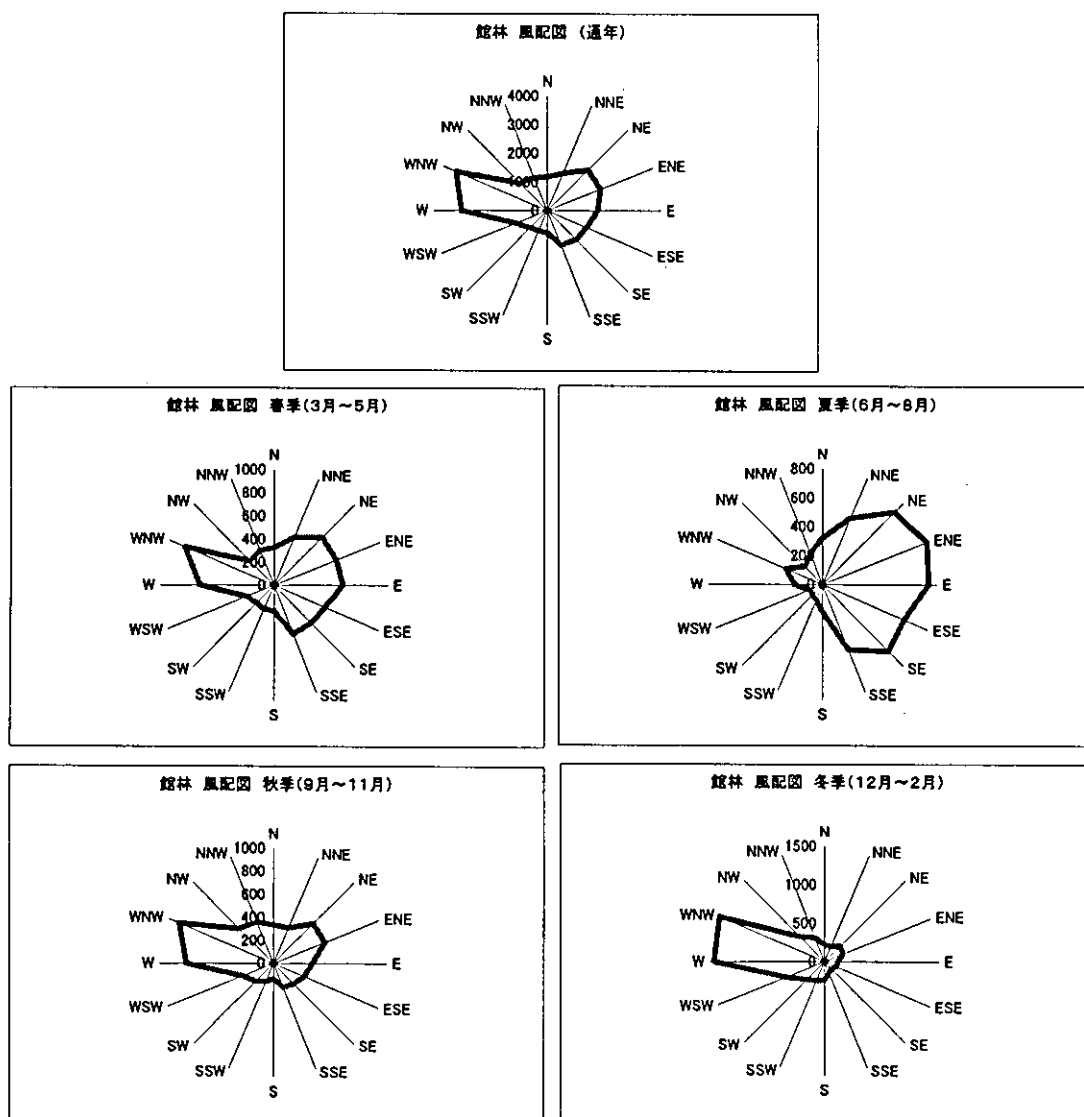 館林 風配図 (通年)
N
NNE
NE
ENE
E
ESE
SE
SSE
S
SSW
SW
WSW
W
WNW
NW
NNW
4000
3000
2000
1000
0
館林 風配図 春季(3月～5月)
N
NNE
NE
ENE
E
ESE
SE
SSE
S
SSW
SW
WSW
W
WNW
NW
NNW
1000
800
600
400
200
0
館林 風配図 夏季(6月～8月)
N
NNE
NE
ENE
E
ESE
SE
SSE
S
SSW
SW
WSW
W
WNW
NW
NNW
800
600
400
200
0
館林 風配図 秋季(9月～11月)
N
NNE
NE
ENE
E
ESE
SE
SSE
S
SSW
SW
WSW
W
WNW
NW
NNW
1000
800
600
400
200
0
館林 風配図 冬季(12月～2月)
N
NNE
NE
ENE
E
ESE
SE
SSE
S
SSW
SW
WSW
W
WNW
NW
NNW
1500
1000
500
0